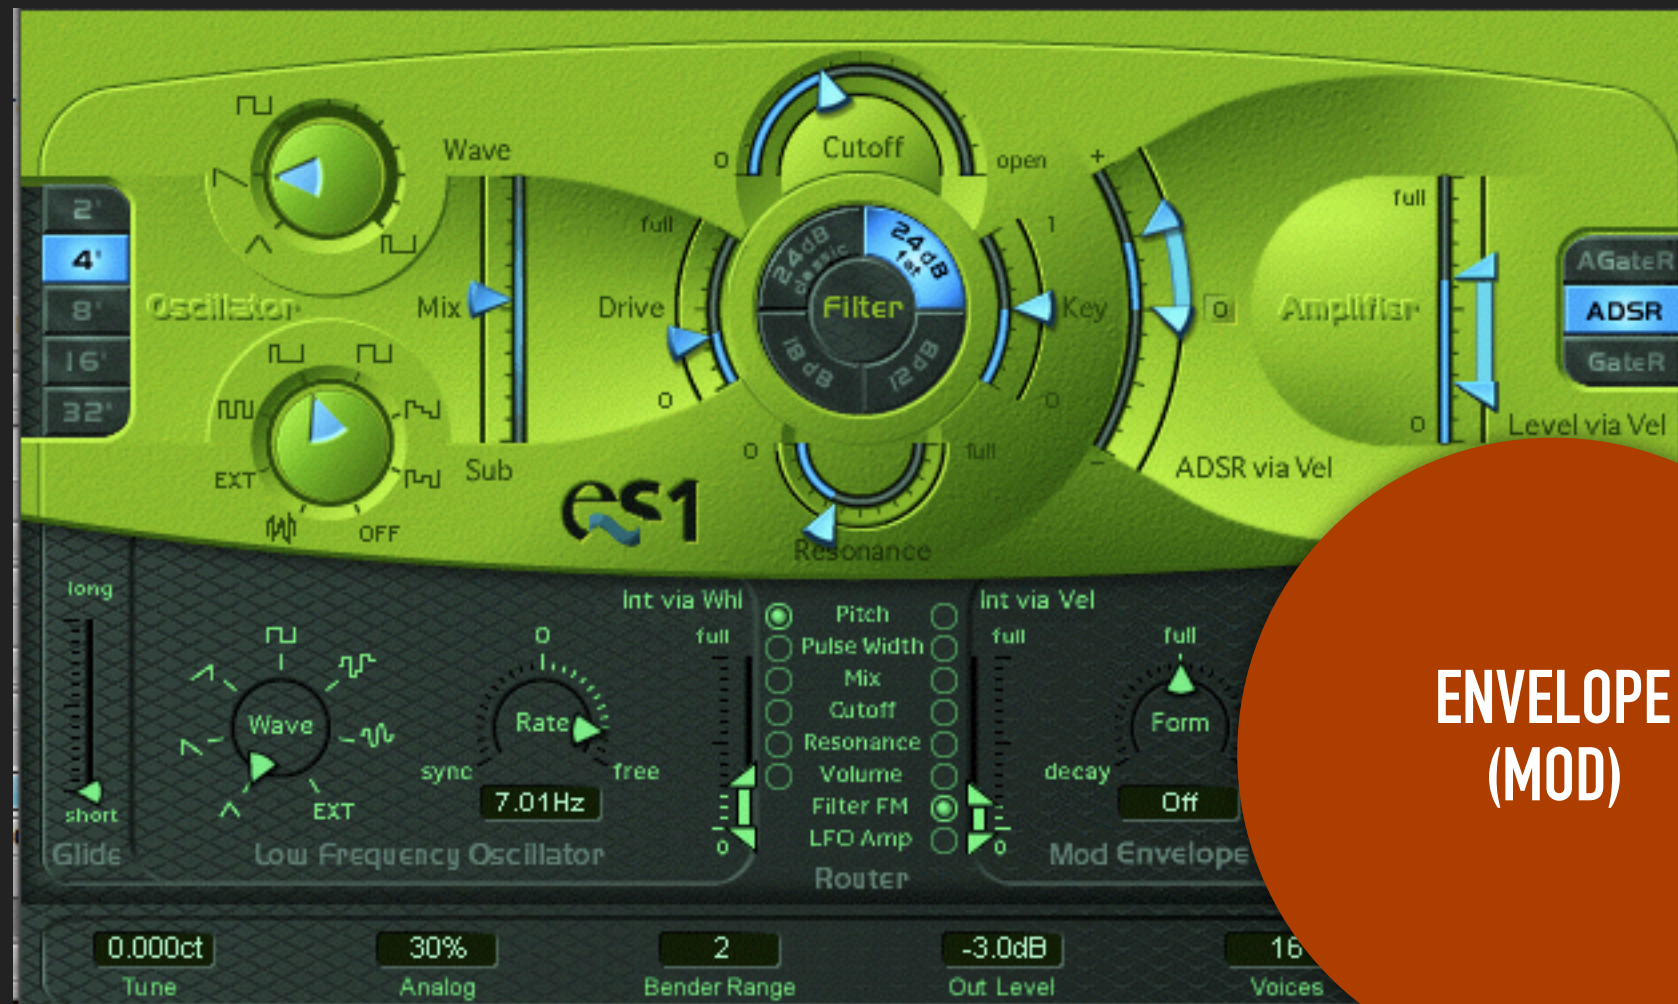 Wave
Cutoff
0
open
+
2'
4'
8'
16'
32'
full
24dB
classic
24dB
fat
1
full
AGateR
ADSR
GateR
Oscillator
Mix
Drive
Filter
Key
0
Amplifier
18dB
12dB
0
0
0
Level via Vel
0
full
–
EXT
Sub
ADSR via Vel
OFF
es1
Resonance
long
Int via Whl
Int via Vel
0
full
Pitch
full
full
Pulse Width
Mix
Cutoff
Wave
Rate
Resonance
Form
sync
free
Volume
decay
short
EXT
7.01Hz
Filter FM
Off
0
LFO Amp
0
Glide
Low Frequency Oscillator
Router
Mod Envelope
ENVELOPE
(MOD)
0.000ct
30%
2
-3.0dB
16
Tune
Analog
Bender Range
Out Level
Voices